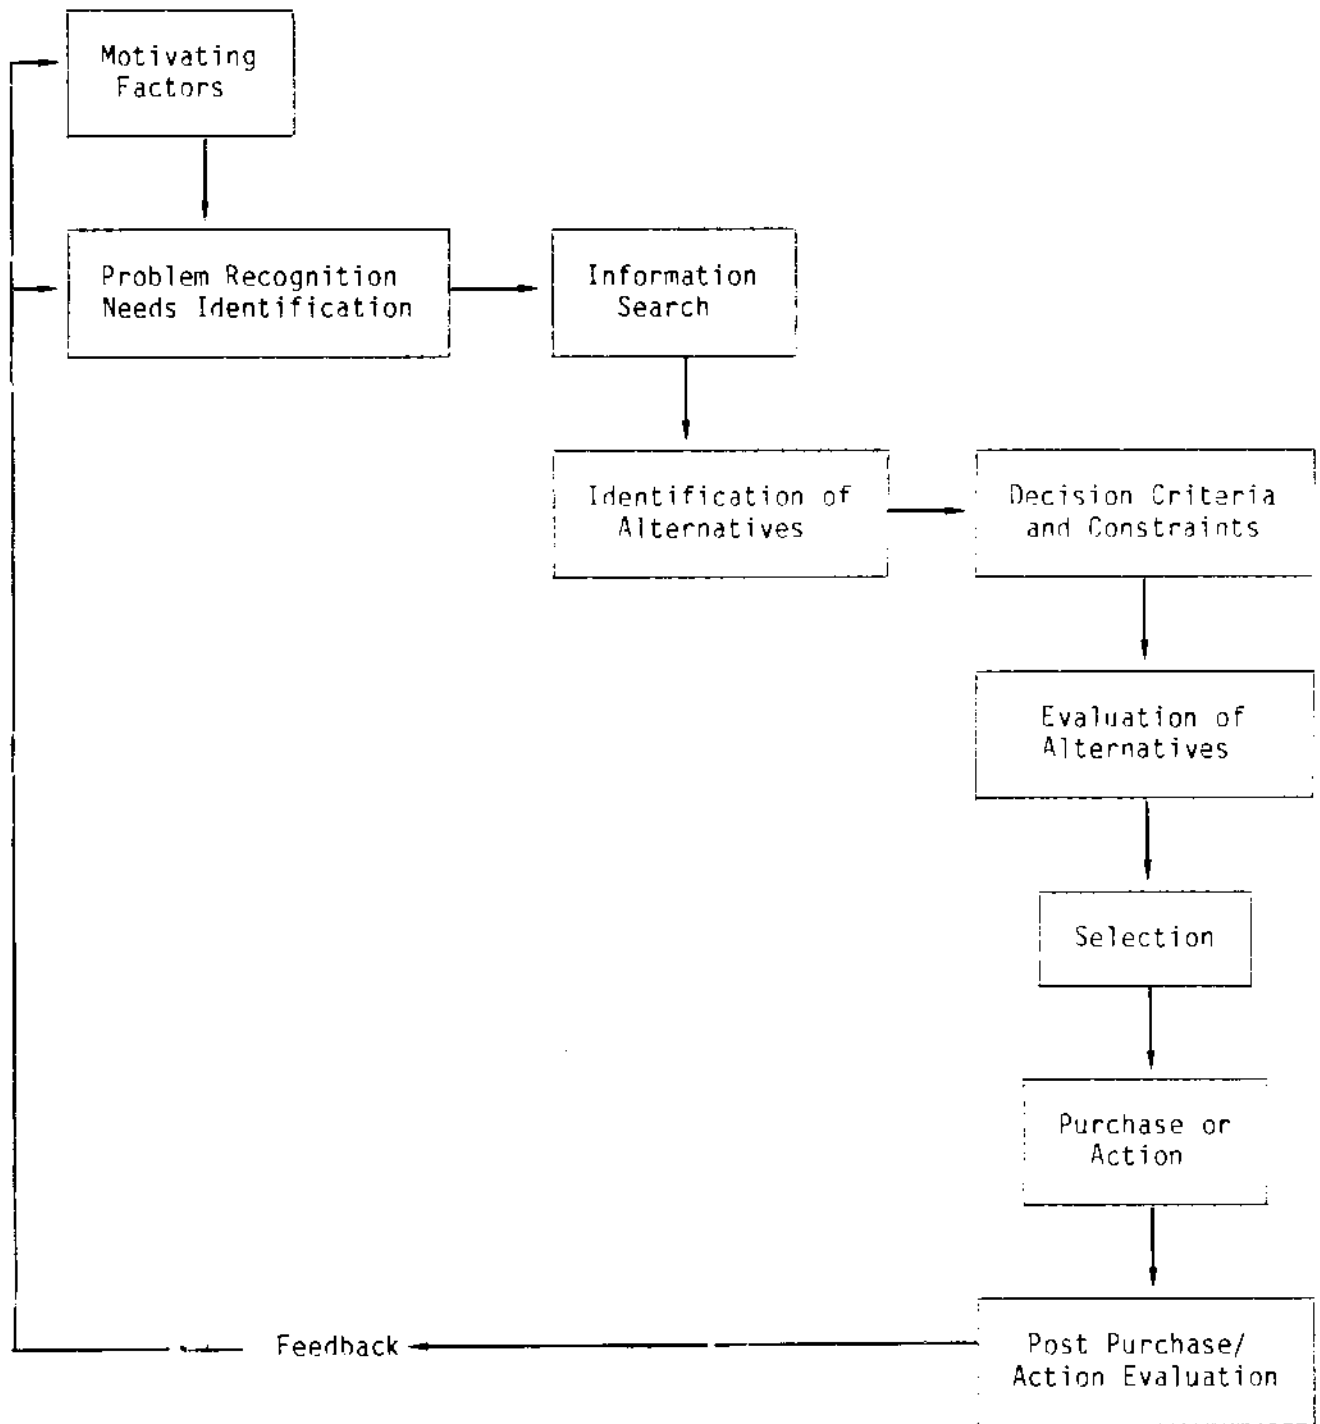 Motivating
Factors
Problem Recognition
Needs Identification
Information
Search
Identification of
Alternatives
Decision Criteria
and Constraints
Evaluation of
Alternatives
Selection
Purchase or
Action
Post Purchase/
Action Evaluation
Feedback